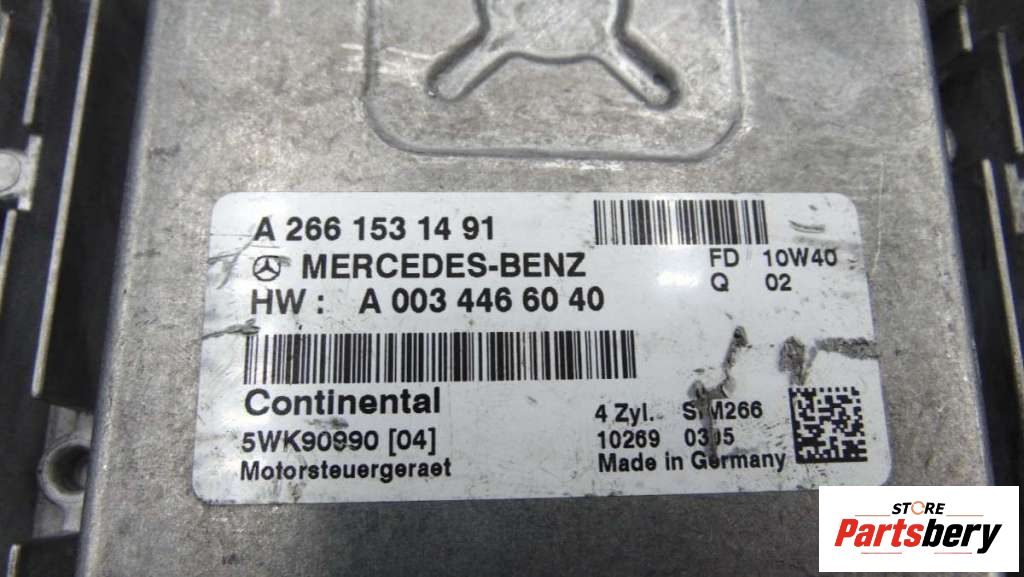 A 266 153 14 91
MERCEDES-BENZ
FD 10W40
Q 02
HW : A 003 446 60 40
Continental
5WK90990 [04]
Motorsteuergeraet
4 Zyl.
10269
Made in Germany
STORE
Partsbery